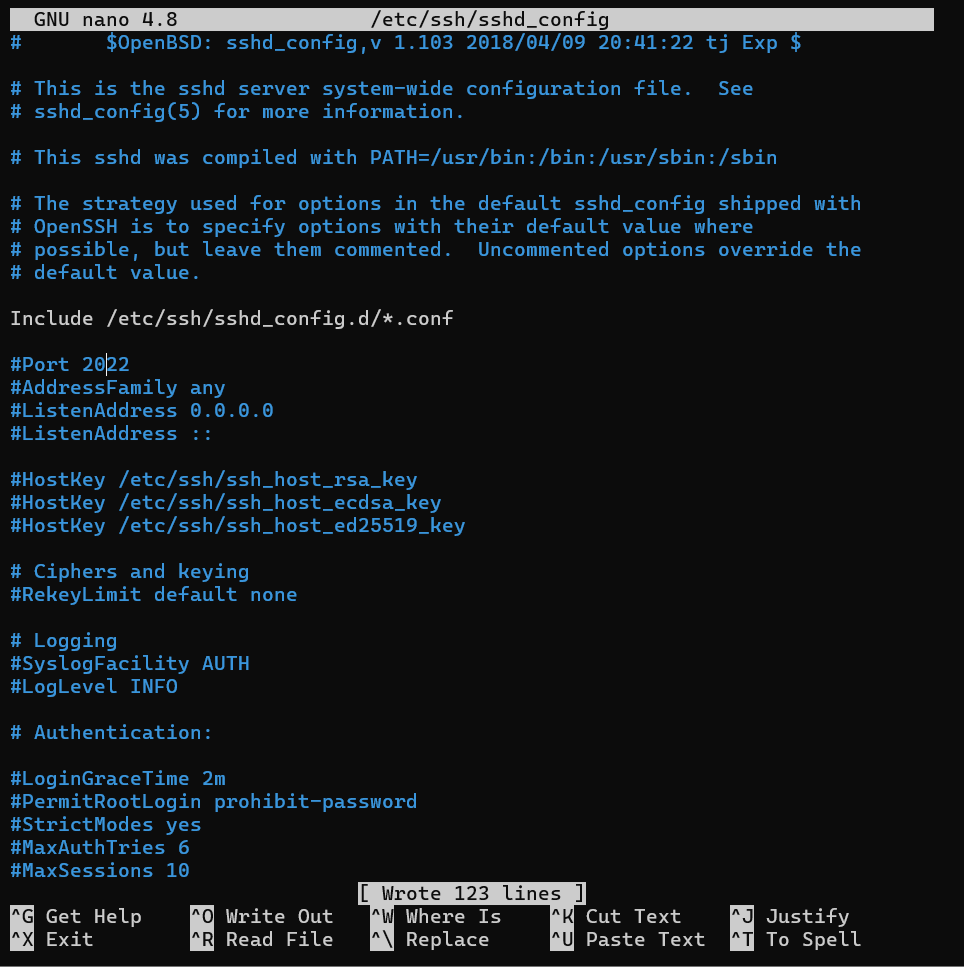 GNU nano 4.8 /etc/ssh/sshd_config
# $OpenBSD: sshd_config,v 1.103 2018/04/09 20:41:22 tj Exp $
# This is the sshd server system-wide configuration file. See
# sshd_config(5) for more information.
# This sshd was compiled with PATH=/usr/bin:/bin:/usr/sbin:/sbin
# The strategy used for options in the default sshd_config shipped with
# OpenSSH is to specify options with their default value where
# possible, but leave them commented. Uncommented options override the
# default value.
Include /etc/ssh/sshd_config.d/*.conf
#Port 2022
#AddressFamily any
#ListenAddress 0.0.0.0
#ListenAddress ::
#HostKey /etc/ssh/ssh_host_rsa_key
#HostKey /etc/ssh/ssh_host_ecdsa_key
#HostKey /etc/ssh/ssh_host_ed25519_key
# Ciphers and keying
#RekeyLimit default none
# Logging
#SyslogFacility AUTH
#LogLevel INFO
# Authentication:
#LoginGraceTime 2m
#PermitRootLogin prohibit-password
#StrictModes yes
#MaxAuthTries 6
#MaxSessions 10
[ Wrote 123 lines ]
^G Get Help ^O Write Out ^W Where Is ^K Cut Text ^J Justify
^X Exit ^R Read File ^\ Replace ^U Paste Text ^T To Spell